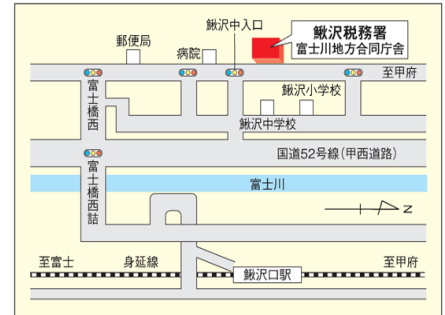 鰍沢中入口
鰍沢税務署
富士川地方合同庁舎
郵便局
病院
至甲府
鰍沢小学校
富士橋西
鰍沢中学校
国道52号線(甲西道路)
富士橋西詰
富士川
N
至富士
身延線
至甲府
鰍沢口駅